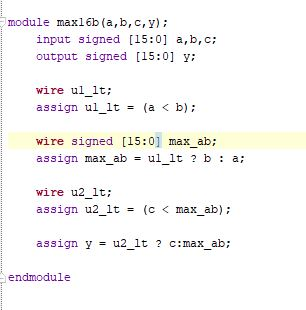 module max16b(a,b,c,y);
input signed [15:0] a,b,c;
output signed [15:0] y;
wire u1_lt;
assign u1_lt = (a < b);
wire signed [15:0] max_ab;
assign max_ab = u1_lt ? b : a;
wire u2_lt;
assign u2_lt = (c < max_ab);
assign y = u2_lt ? c:max_ab;
endmodule